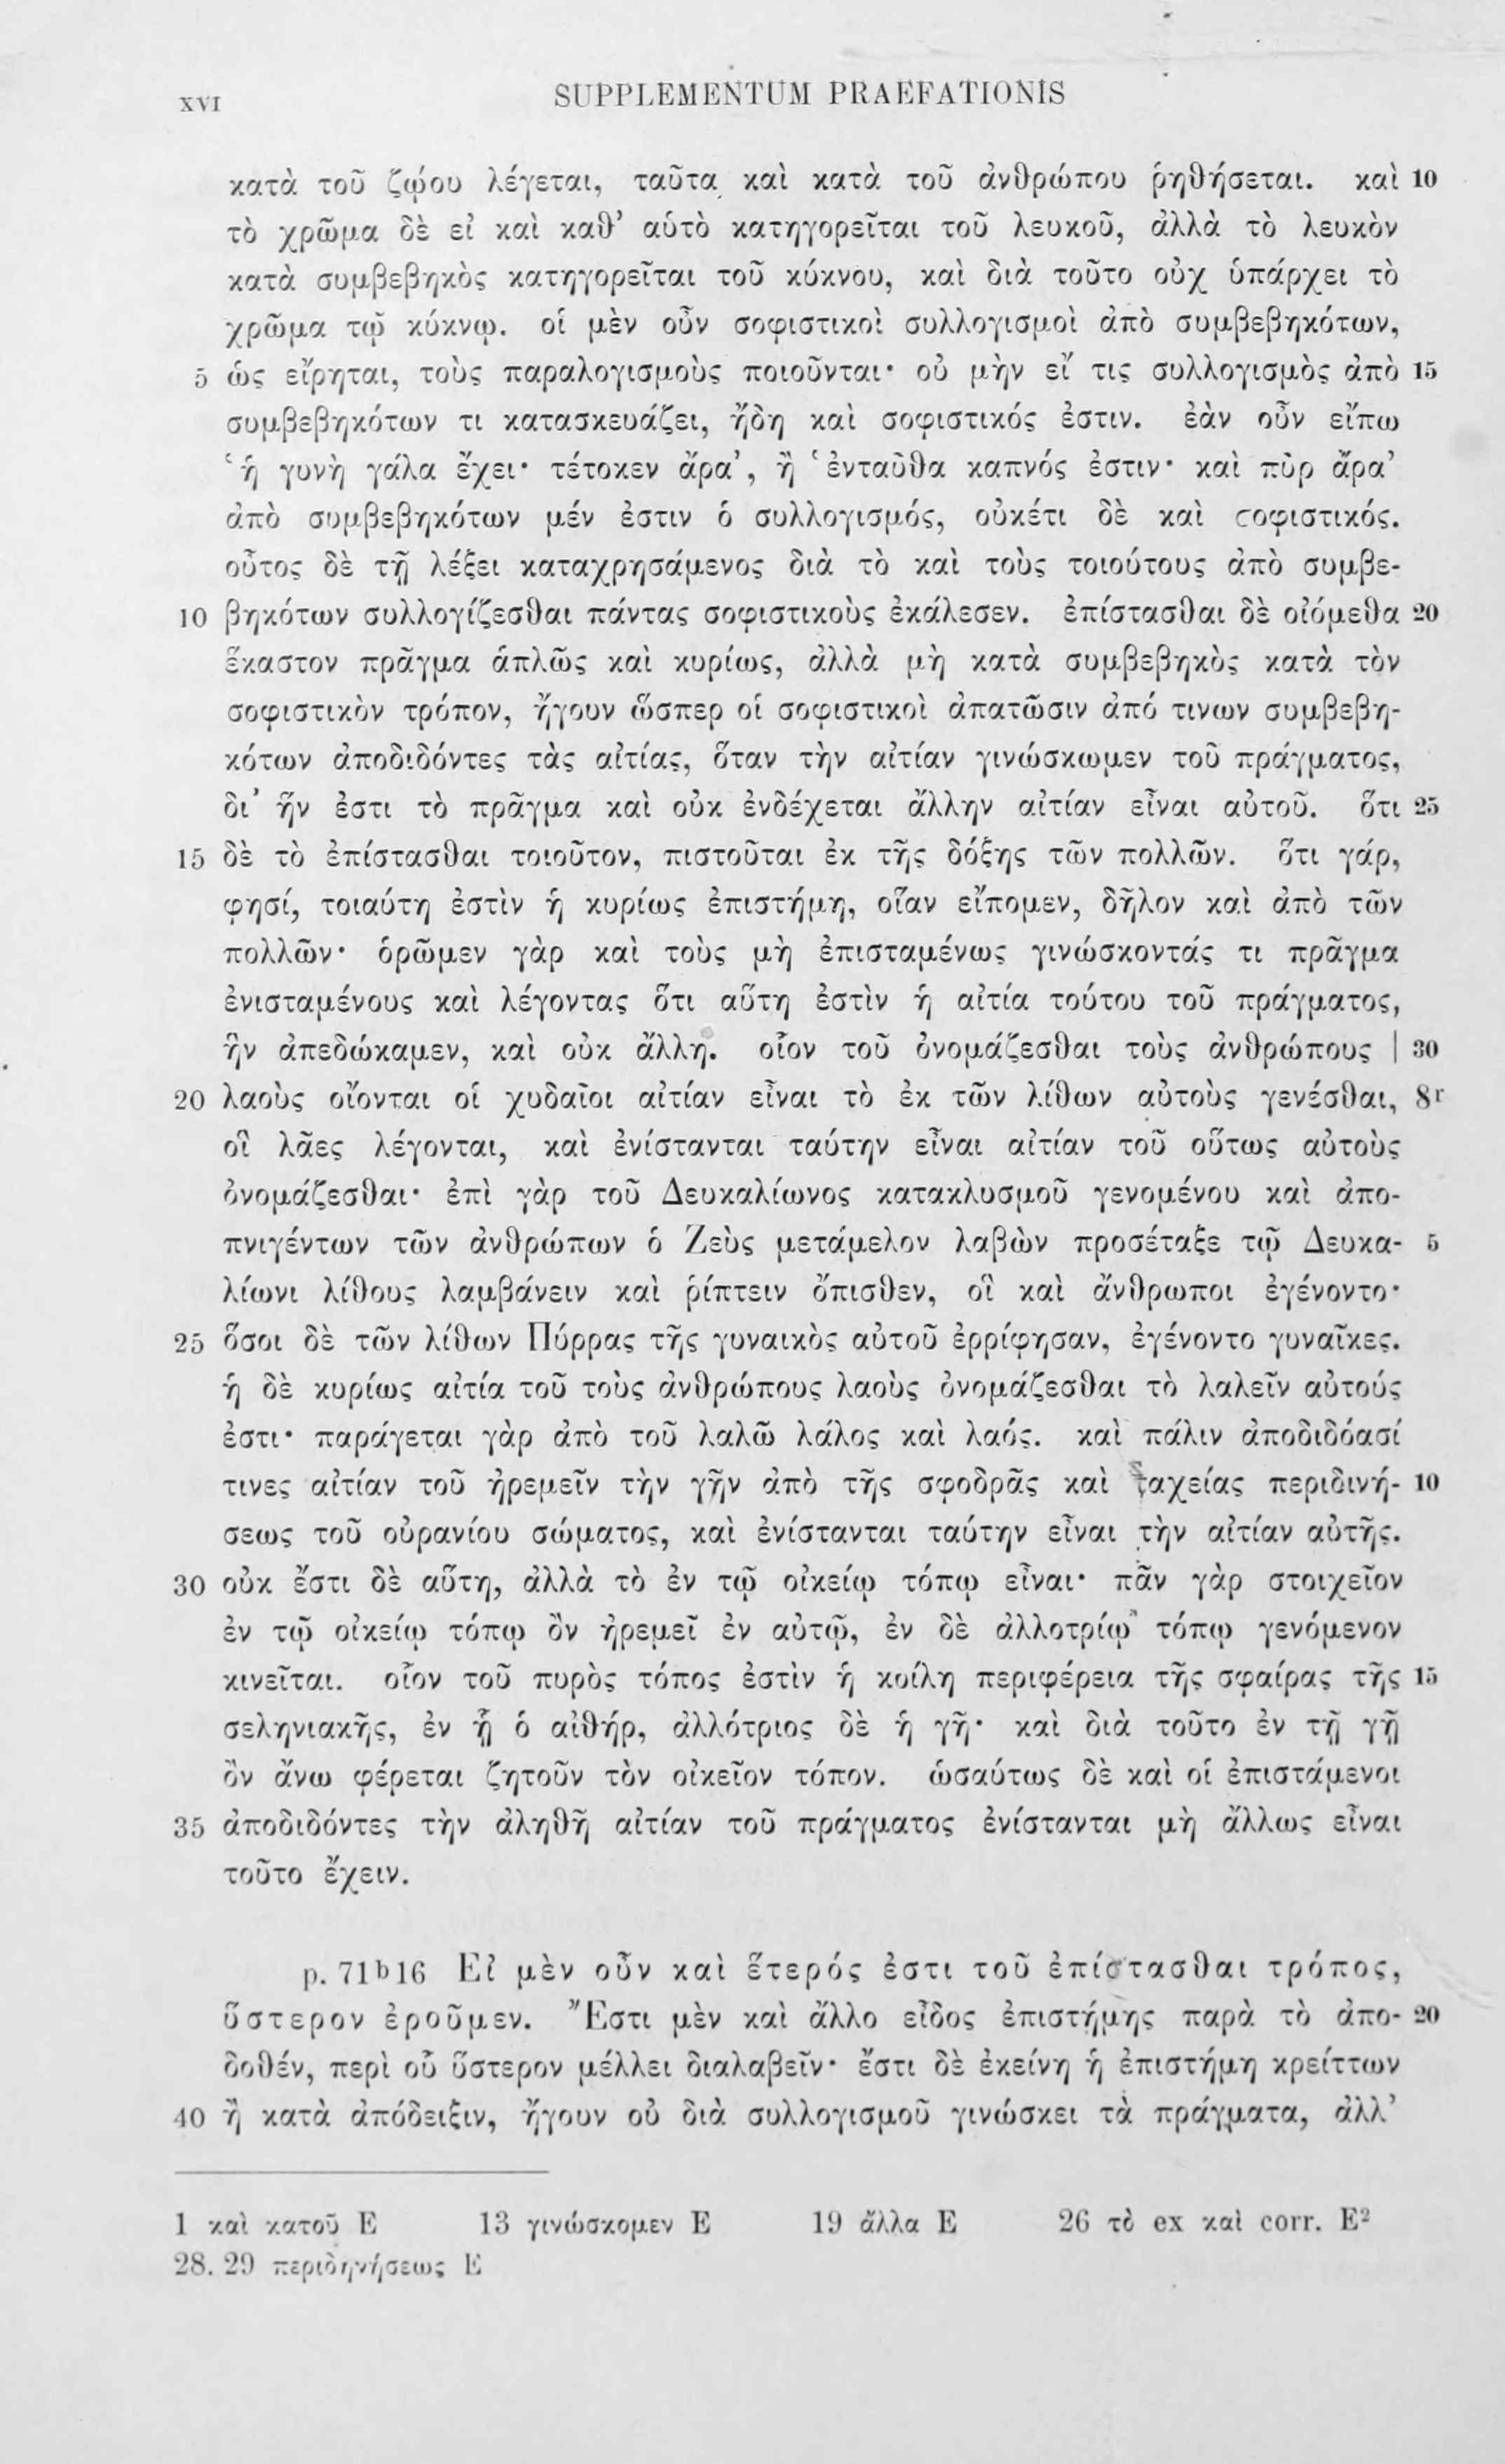 XVI SUPPLEMENTUM PRAEFATIONIS
κατὰ τοῦ ζῴου λέγεται, ταῦτα καὶ κατὰ τοῦ ἀνθρώπου ῥηθήσεται. καὶ 10
τὸ χρῶμα δὲ εἰ καὶ καθ’ αὑτὸ κατηγορεῖται τοῦ λευκοῦ, ἀλλὰ τὸ λευκὸν
κατὰ συμβεβηκὸς κατηγορεῖται τοῦ κύκνου, καὶ διὰ τοῦτο οὐχ ὑπάρχει τὸ
χρῶμα τῷ κύκνῳ. οἱ μὲν οὖν σοφιστικοὶ συλλογισμοὶ ἀπὸ συμβεβηκότων,
5 ὡς εἴρηται, τοὺς παραλογισμοὺς ποιοῦνται· οὐ μὴν εἴ τις συλλογισμὸς ἀπὸ 15
συμβεβηκότων τι κατασκευάζει, ἤδη καὶ σοφιστικός ἐστιν. ἐὰν οὖν εἴπω
‘ἡ γυνὴ γάλα ἔχει· τέτοκεν ἄρα’, ἢ ‘ἐνταῦθα καπνός ἐστιν· καὶ πῦρ ἄρα’
ἀπὸ συμβεβηκότων μέν ἐστιν ὁ συλλογισμός, οὐκέτι δὲ καὶ σοφιστικός.
οὗτος δὲ τῇ λέξει καταχρησάμενος διὰ τὸ καὶ τοὺς τοιούτους ἀπὸ συμβε-
10 βηκότων συλλογίζεσθαι πάντας σοφιστικοὺς ἐκάλεσεν. ἐπίστασθαι δὲ οἰόμεθα 20
ἕκαστον πρᾶγμα ἁπλῶς καὶ κυρίως, ἀλλὰ μὴ κατὰ συμβεβηκὸς κατὰ τὸν
σοφιστικὸν τρόπον, ἤγουν ὥσπερ οἱ σοφιστικοὶ ἀπατῶσιν ἀπό τινων συμβεβη-
κότων ἀποδιδόντες τὰς αἰτίας, ὅταν τὴν αἰτίαν γινώσκωμεν τοῦ πράγματος,
δι’ ἥν ἐστι τὸ πρᾶγμα καὶ οὐκ ἐνδέχεται ἄλλην αἰτίαν εἶναι αὐτοῦ. ὅτι 25
15 δὲ τὸ ἐπίστασθαι τοιοῦτον, πιστοῦται ἐκ τῆς δόξης τῶν πολλῶν. ὅτι γάρ,
φησί, τοιαύτη ἐστὶν ἡ κυρίως ἐπιστήμη, οἵαν εἴπομεν, δῆλον καὶ ἀπὸ τῶν
πολλῶν· ὁρῶμεν γὰρ καὶ τοὺς μὴ ἐπισταμένως γινώσκοντάς τι πρᾶγμα
ἐνισταμένους καὶ λέγοντας ὅτι αὕτη ἐστὶν ἡ αἰτία τούτου τοῦ πράγματος,
ἣν ἀπεδώκαμεν, καὶ οὐκ ἄλλη. οἷον τοῦ ὀνομάζεσθαι τοὺς ἀνθρώπους | 30
20 λαοὺς οἴονται οἱ χυδαῖοι αἰτίαν εἶναι τὸ ἐκ τῶν λίθων αὐτοὺς γενέσθαι, 8r
οἳ λᾶες λέγονται, καὶ ἐνίστανται ταύτην εἶναι αἰτίαν τοῦ οὕτως αὐτοὺς
ὀνομάζεσθαι· ἐπὶ γὰρ τοῦ Δευκαλίωνος κατακλυσμοῦ γενομένου καὶ ἀπο-
πνιγέντων τῶν ἀνθρώπων ὁ Ζεὺς μετάμελον λαβὼν προσέταξε τῷ Δευκα- 5
λίωνι λίθους λαμβάνειν καὶ ῥίπτειν ὄπισθεν, οἳ καὶ ἄνθρωποι ἐγένοντο·
25 ὅσοι δὲ τῶν λίθων Πύρρας τῆς γυναικὸς αὐτοῦ ἐρρίφησαν, ἐγένοντο γυναῖκες.
ἡ δὲ κυρίως αἰτία τοῦ τοὺς ἀνθρώπους λαοὺς ὀνομάζεσθαι τὸ λαλεῖν αὐτούς
ἐστι· παράγεται γὰρ ἀπὸ τοῦ λαλῶ λάλος καὶ λαός. καὶ πάλιν ἀποδιδόασί
τινες αἰτίαν τοῦ ἠρεμεῖν τὴν γῆν ἀπὸ τῆς σφοδρᾶς καὶ ταχείας περιδινή- 10
σεως τοῦ οὐρανίου σώματος, καὶ ἐνίστανται ταύτην εἶναι τὴν αἰτίαν αὐτῆς.
30 οὐκ ἔστι δὲ αὕτη, ἀλλὰ τὸ ἐν τῷ οἰκείῳ τόπῳ εἶναι· πᾶν γὰρ στοιχεῖον
ἐν τῷ οἰκείῳ τόπῳ ὂν ἠρεμεῖ ἐν αὐτῷ, ἐν δὲ ἀλλοτρίῳ τόπῳ γενόμενον
κινεῖται. οἷον τοῦ πυρὸς τόπος ἐστὶν ἡ κοίλη περιφέρεια τῆς σφαίρας τῆς 15
σεληνιακῆς, ἐν ᾗ ὁ αἰθήρ, ἀλλότριος δὲ ἡ γῆ· καὶ διὰ τοῦτο ἐν τῇ γῇ
ὂν ἄνω φέρεται ζητοῦν τὸν οἰκεῖον τόπον. ὡσαύτως δὲ καὶ οἱ ἐπιστάμενοι
35 ἀποδιδόντες τὴν ἀληθῆ αἰτίαν τοῦ πράγματος ἐνίστανται μὴ ἄλλως εἶναι
τοῦτο ἔχειν.
p. 71b16 Εἰ μὲν οὖν καὶ ἕτερός ἐστι τοῦ ἐπίστασθαι τρόπος,
ὕστερον ἐροῦμεν. Ἔστι μὲν καὶ ἄλλο εἶδος ἐπιστήμης παρὰ τὸ ἀπο- 20
δοθέν, περὶ οὗ ὕστερον μέλλει διαλαβεῖν· ἔστι δὲ ἐκείνη ἡ ἐπιστήμη κρείττων
40 ἢ κατὰ ἀπόδειξιν, ἤγουν οὐ διὰ συλλογισμοῦ γινώσκει τὰ πράγματα, ἀλλ’
1 καὶ κατοῦ E 13 γινώσκομεν E 19 ἄλλα E 26 τὸ ex καὶ corr. E²
28. 29 περιδηνήσεως E